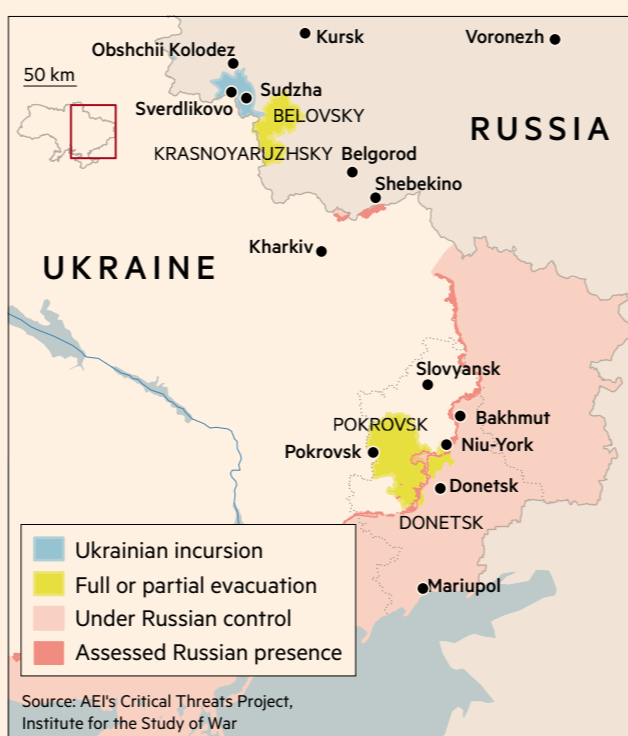 Kursk
Voronezh
Obshchii Kolodez
50 km
Sudzha
Sverdlikovo
BELOVSKY
RUSSIA
KRASNOYARUZHSKY
Belgorod
Shebekino
Kharkiv
UKRAINE
Slovyansk
POKROVSK
Bakhmut
Pokrovsk
Niu-York
Donetsk
DONETSK
Mariupol
Ukrainian incursion
Full or partial evacuation
Under Russian control
Assessed Russian presence
Source: AEI's Critical Threats Project,
Institute for the Study of War